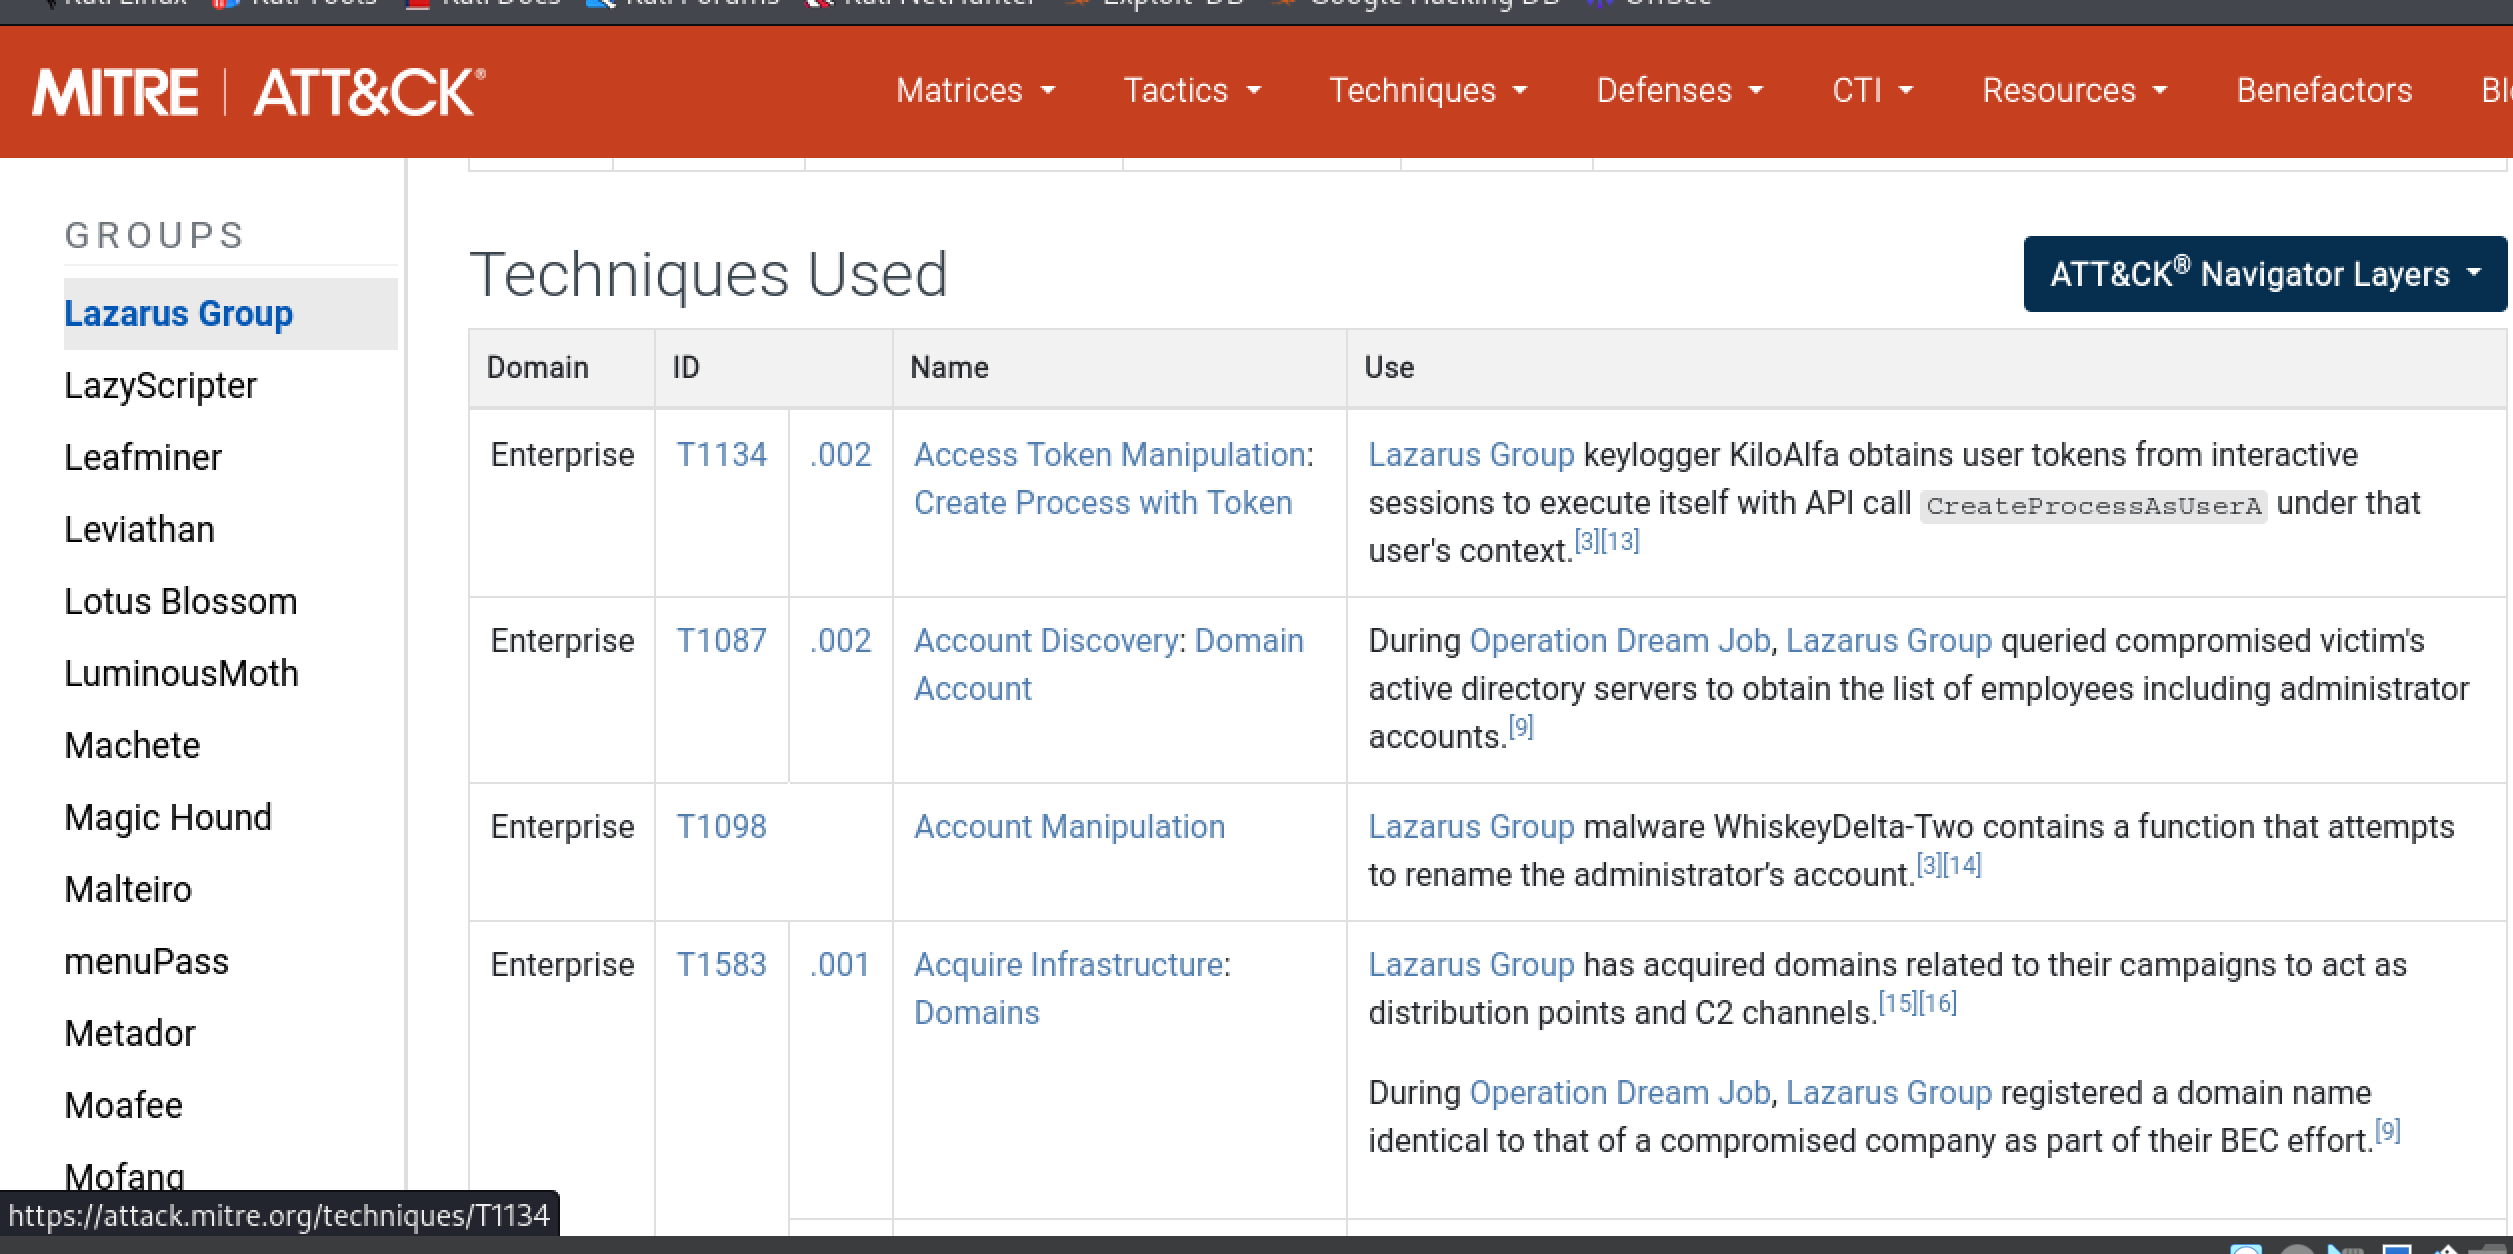 Kali Linux Kali Tools Kali Docs Kali Forums Kali NetHunter Exploit-DB Google Hacking DB OffSec
MITRE | ATT&CK®
Matrices Tactics Techniques Defenses CTI Resources Benefactors
GROUPS
Lazarus Group
LazyScripter
Leafminer
Leviathan
Lotus Blossom
LuminousMoth
Machete
Magic Hound
Malteiro
menuPass
Metador
Moafee
Mofang
https://attack.mitre.org/techniques/T1134
Techniques Used
ATT&CK® Navigator Layers
Domain ID Name Use
Enterprise T1134 .002 Access Token Manipulation: Lazarus Group keylogger KiloAlfa obtains user tokens from interactive
Create Process with Token sessions to execute itself with API call CreateProcessAsUserA under that
user's context.[3][13]
Enterprise T1087 .002 Account Discovery: Domain During Operation Dream Job, Lazarus Group queried compromised victim's
Account active directory servers to obtain the list of employees including administrator
accounts.[9]
Enterprise T1098 Account Manipulation Lazarus Group malware WhiskeyDelta-Two contains a function that attempts
to rename the administrator’s account.[3][14]
Enterprise T1583 .001 Acquire Infrastructure: Lazarus Group has acquired domains related to their campaigns to act as
Domains distribution points and C2 channels.[15][16]
During Operation Dream Job, Lazarus Group registered a domain name
identical to that of a compromised company as part of their BEC effort.[9]